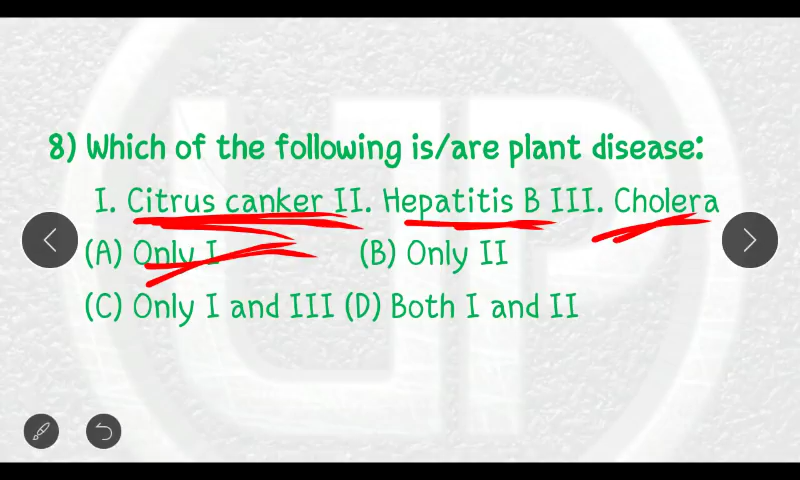 8) Which of the following is/are plant disease:
I. Citrus canker II. Hepatitis B III. Cholera
(A) Only I (B) Only II
(C) Only I and III (D) Both I and II